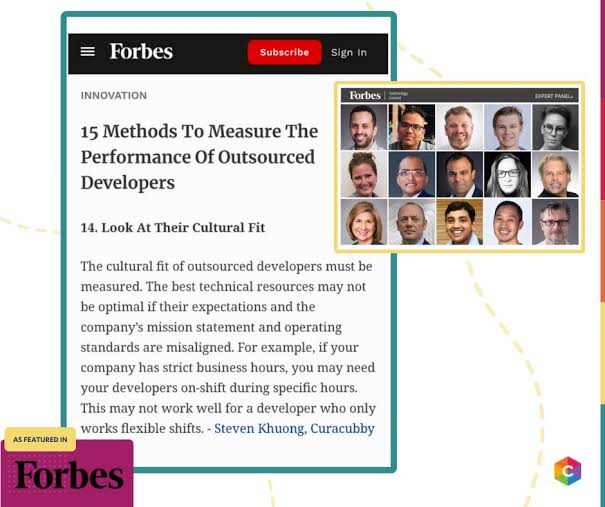 Forbes
Subscribe
Sign In
INNOVATION
15 Methods To Measure The
Performance Of Outsourced
Developers
14. Look At Their Cultural Fit
The cultural fit of outsourced developers must be
measured. The best technical resources may not
be optimal if their expectations and the
company’s mission statement and operating
standards are misaligned. For example, if your
company has strict business hours, you may need
your developers on-shift during specific hours.
This may not work well for a developer who only
works flexible shifts. - Steven Khuong, Curacubby
Forbes
Technology
Council
EXPERT PANEL
AS FEATURED IN
Forbes
C